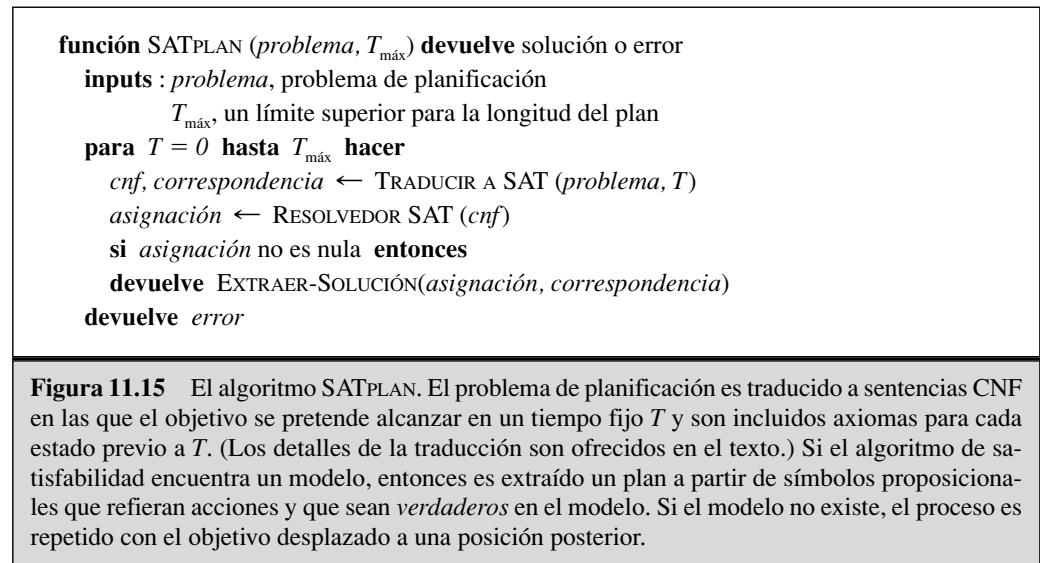 función SATPLAN (problema, Tmáx) devuelve solución o error
inputs : problema, problema de planificación
Tmáx, un límite superior para la longitud del plan
para T = 0 hasta Tmáx hacer
cnf, correspondencia ← TRADUCIR A SAT (problema, T)
asignación ← RESOLVEDOR SAT (cnf)
si asignación no es nula entonces
devuelve EXTRAER-SOLUCIÓN(asignación, correspondencia)
devuelve error
Figura 11.15 El algoritmo SATPLAN. El problema de planificación es traducido a sentencias CNF
en las que el objetivo se pretende alcanzar en un tiempo fijo T y son incluidos axiomas para cada
estado previo a T. (Los detalles de la traducción son ofrecidos en el texto.) Si el algoritmo de sa-
tisfabilidad encuentra un modelo, entonces es extraído un plan a partir de símbolos proposiciona-
les que refieran acciones y que sean verdaderos en el modelo. Si el modelo no existe, el proceso es
repetido con el objetivo desplazado a una posición posterior.